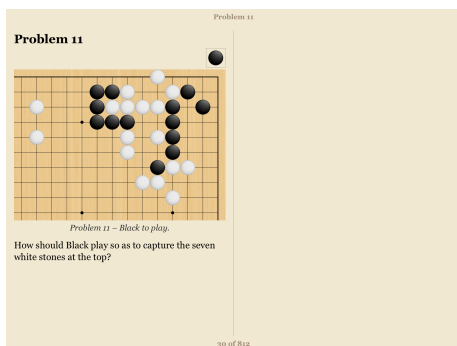 Problem 11
Problem 11
Problem 11 – Black to play.
How should Black play so as to capture the seven
white stones at the top?
30 of 812